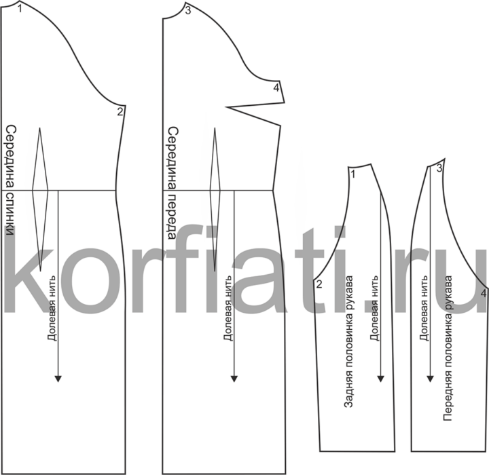 1
2
Середина спинки
Долевая нить
3
4
Середина переда
Долевая нить
1
2
Задняя половинка рукава
Долевая нить
3
4
Долевая нить
Передняя половинка рукава
korfiati.ru